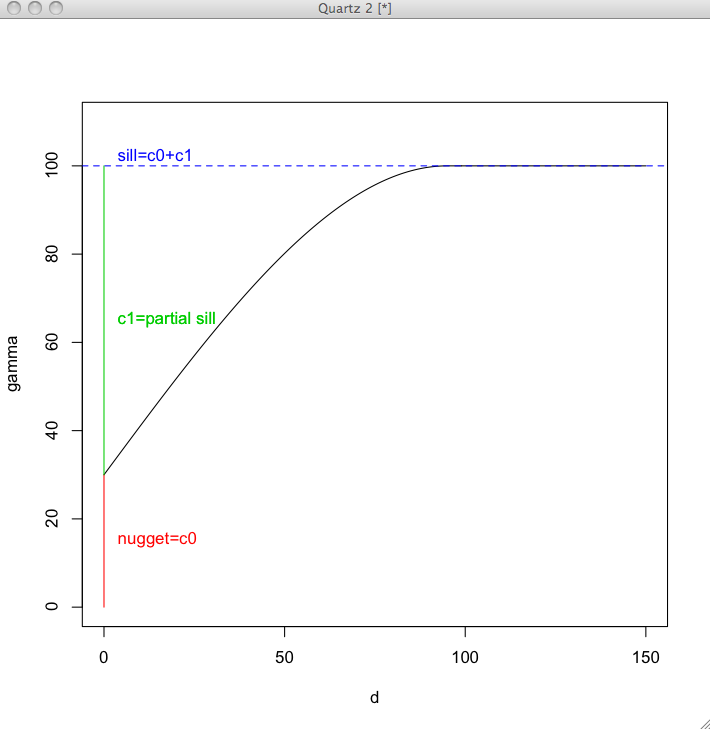 Quartz 2 [*]
sill=c0+c1
c1=partial sill
nugget=c0
gamma
100
80
60
40
20
0
0 50 100 150
d